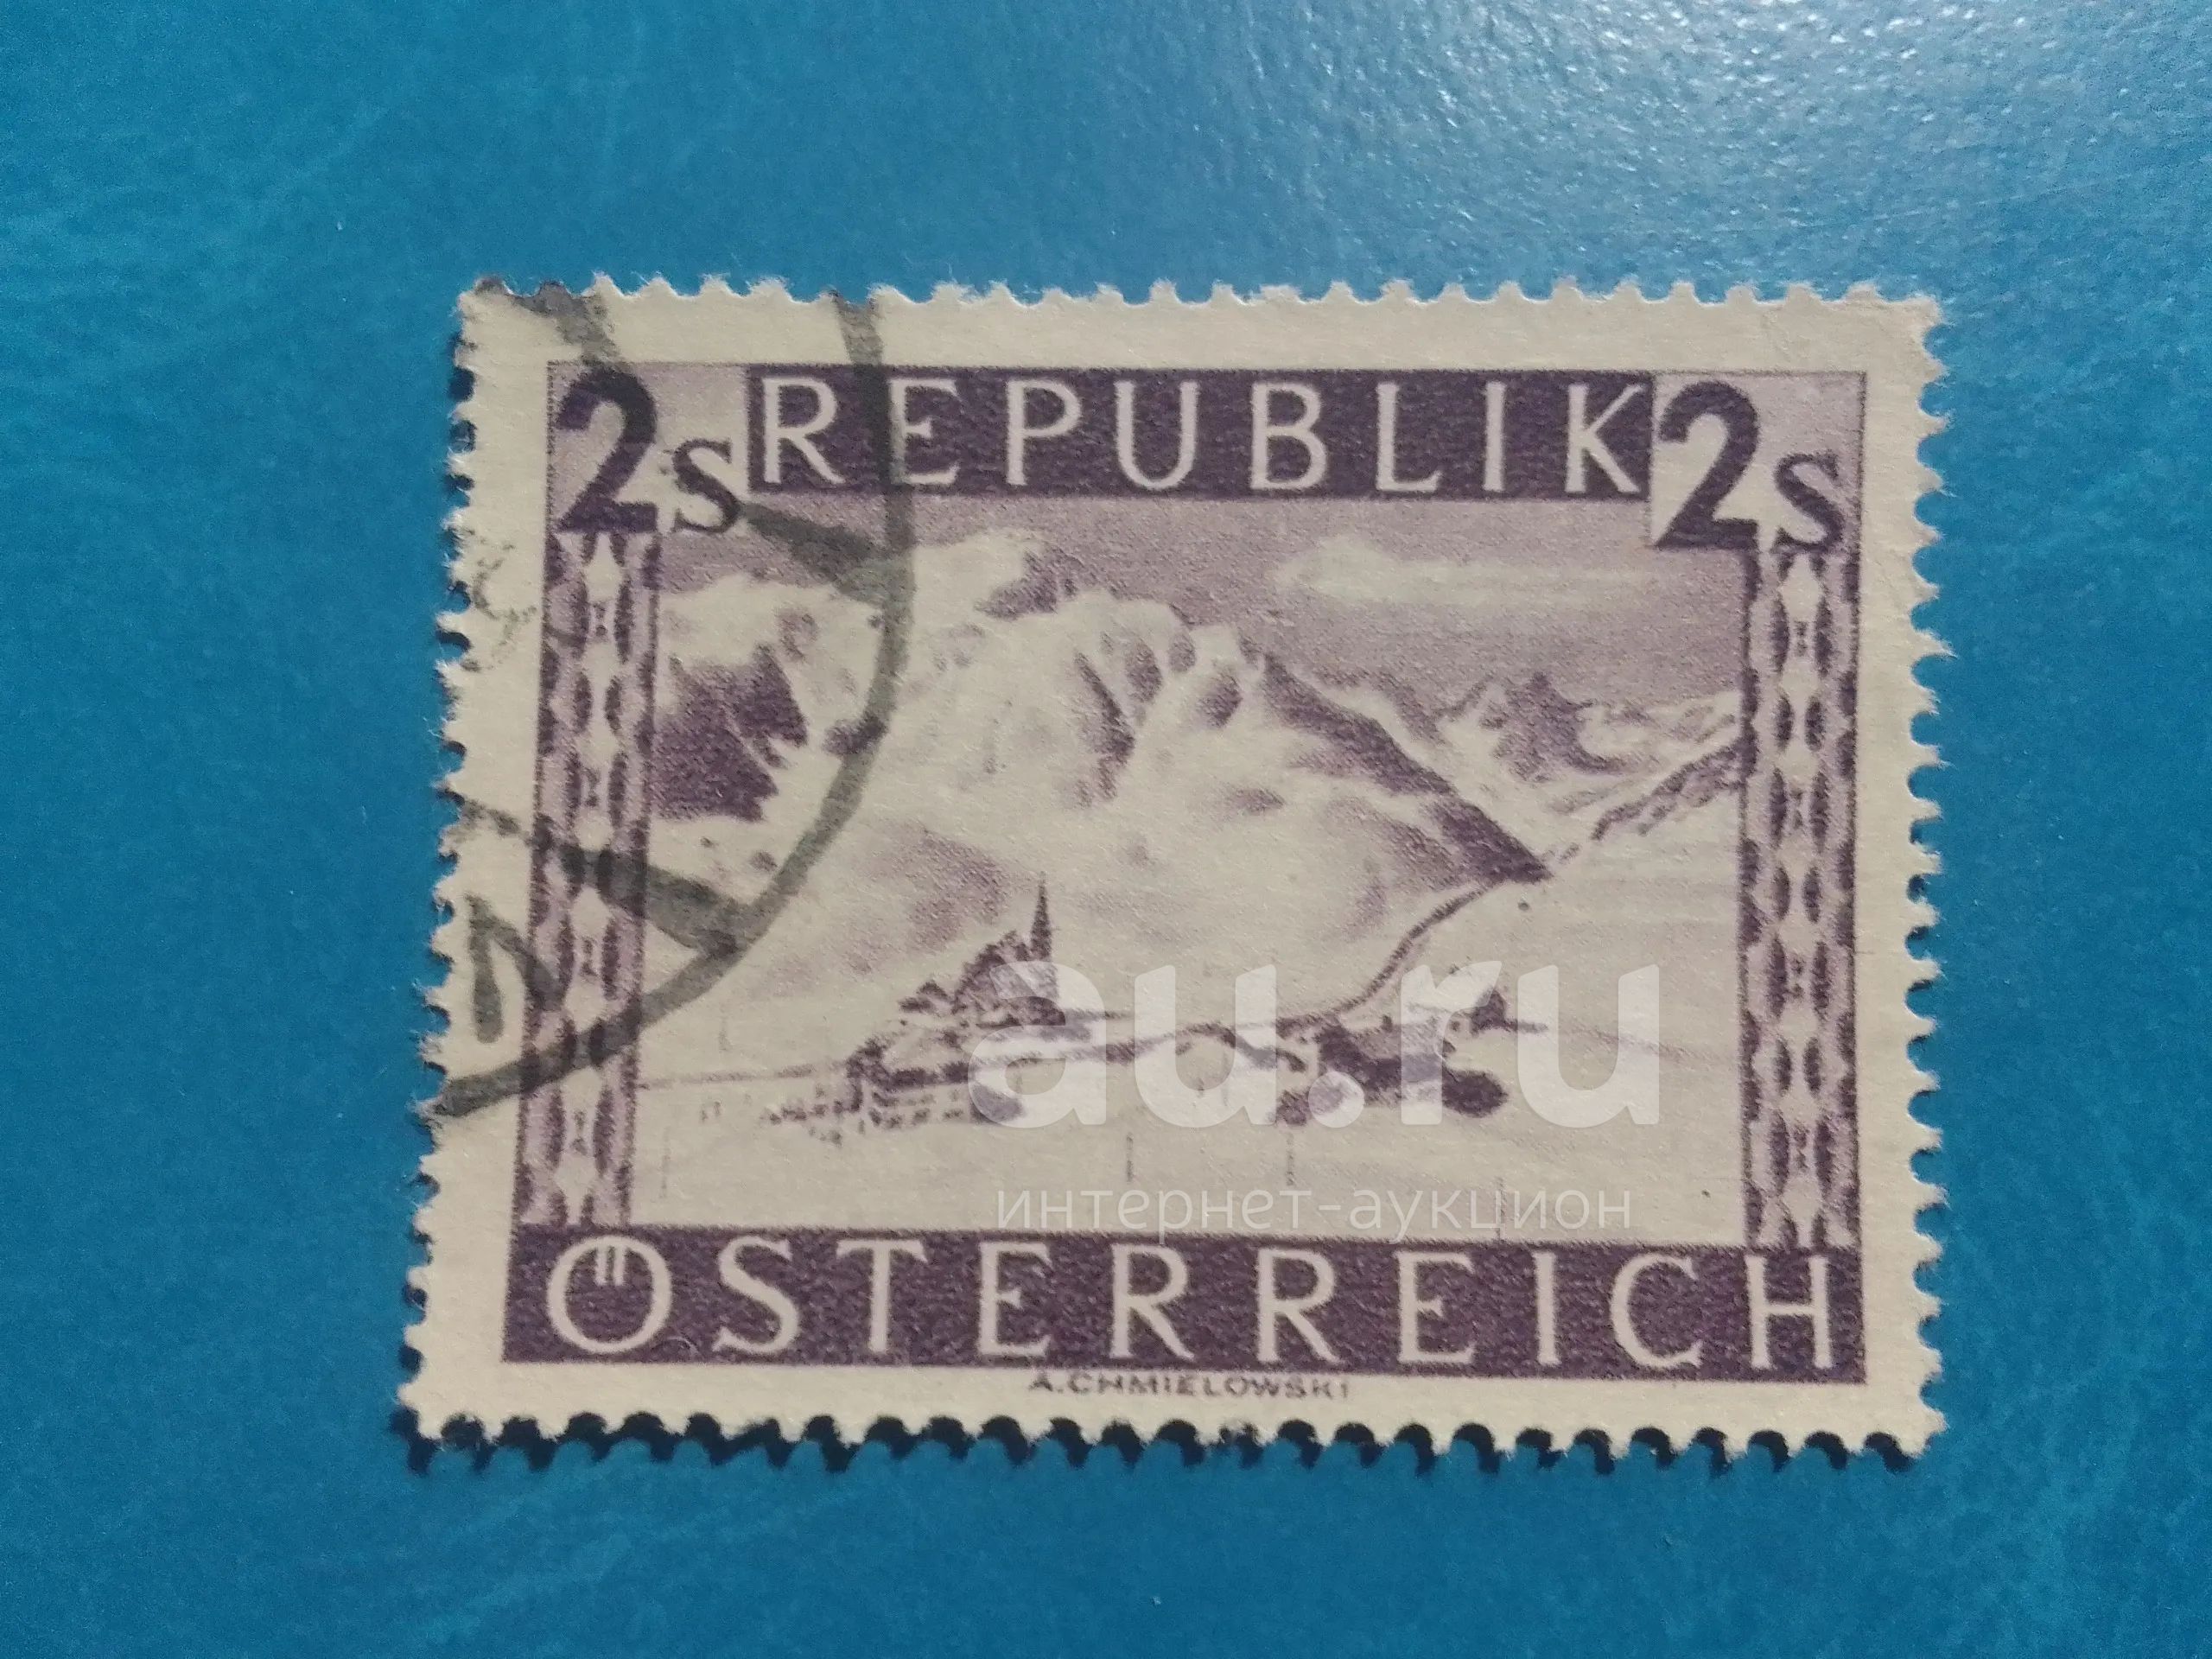 2s REPUBLIK 2s
au.ru
интернет-аукцион
ÖSTERREICH
A.CHMIELOWSKI